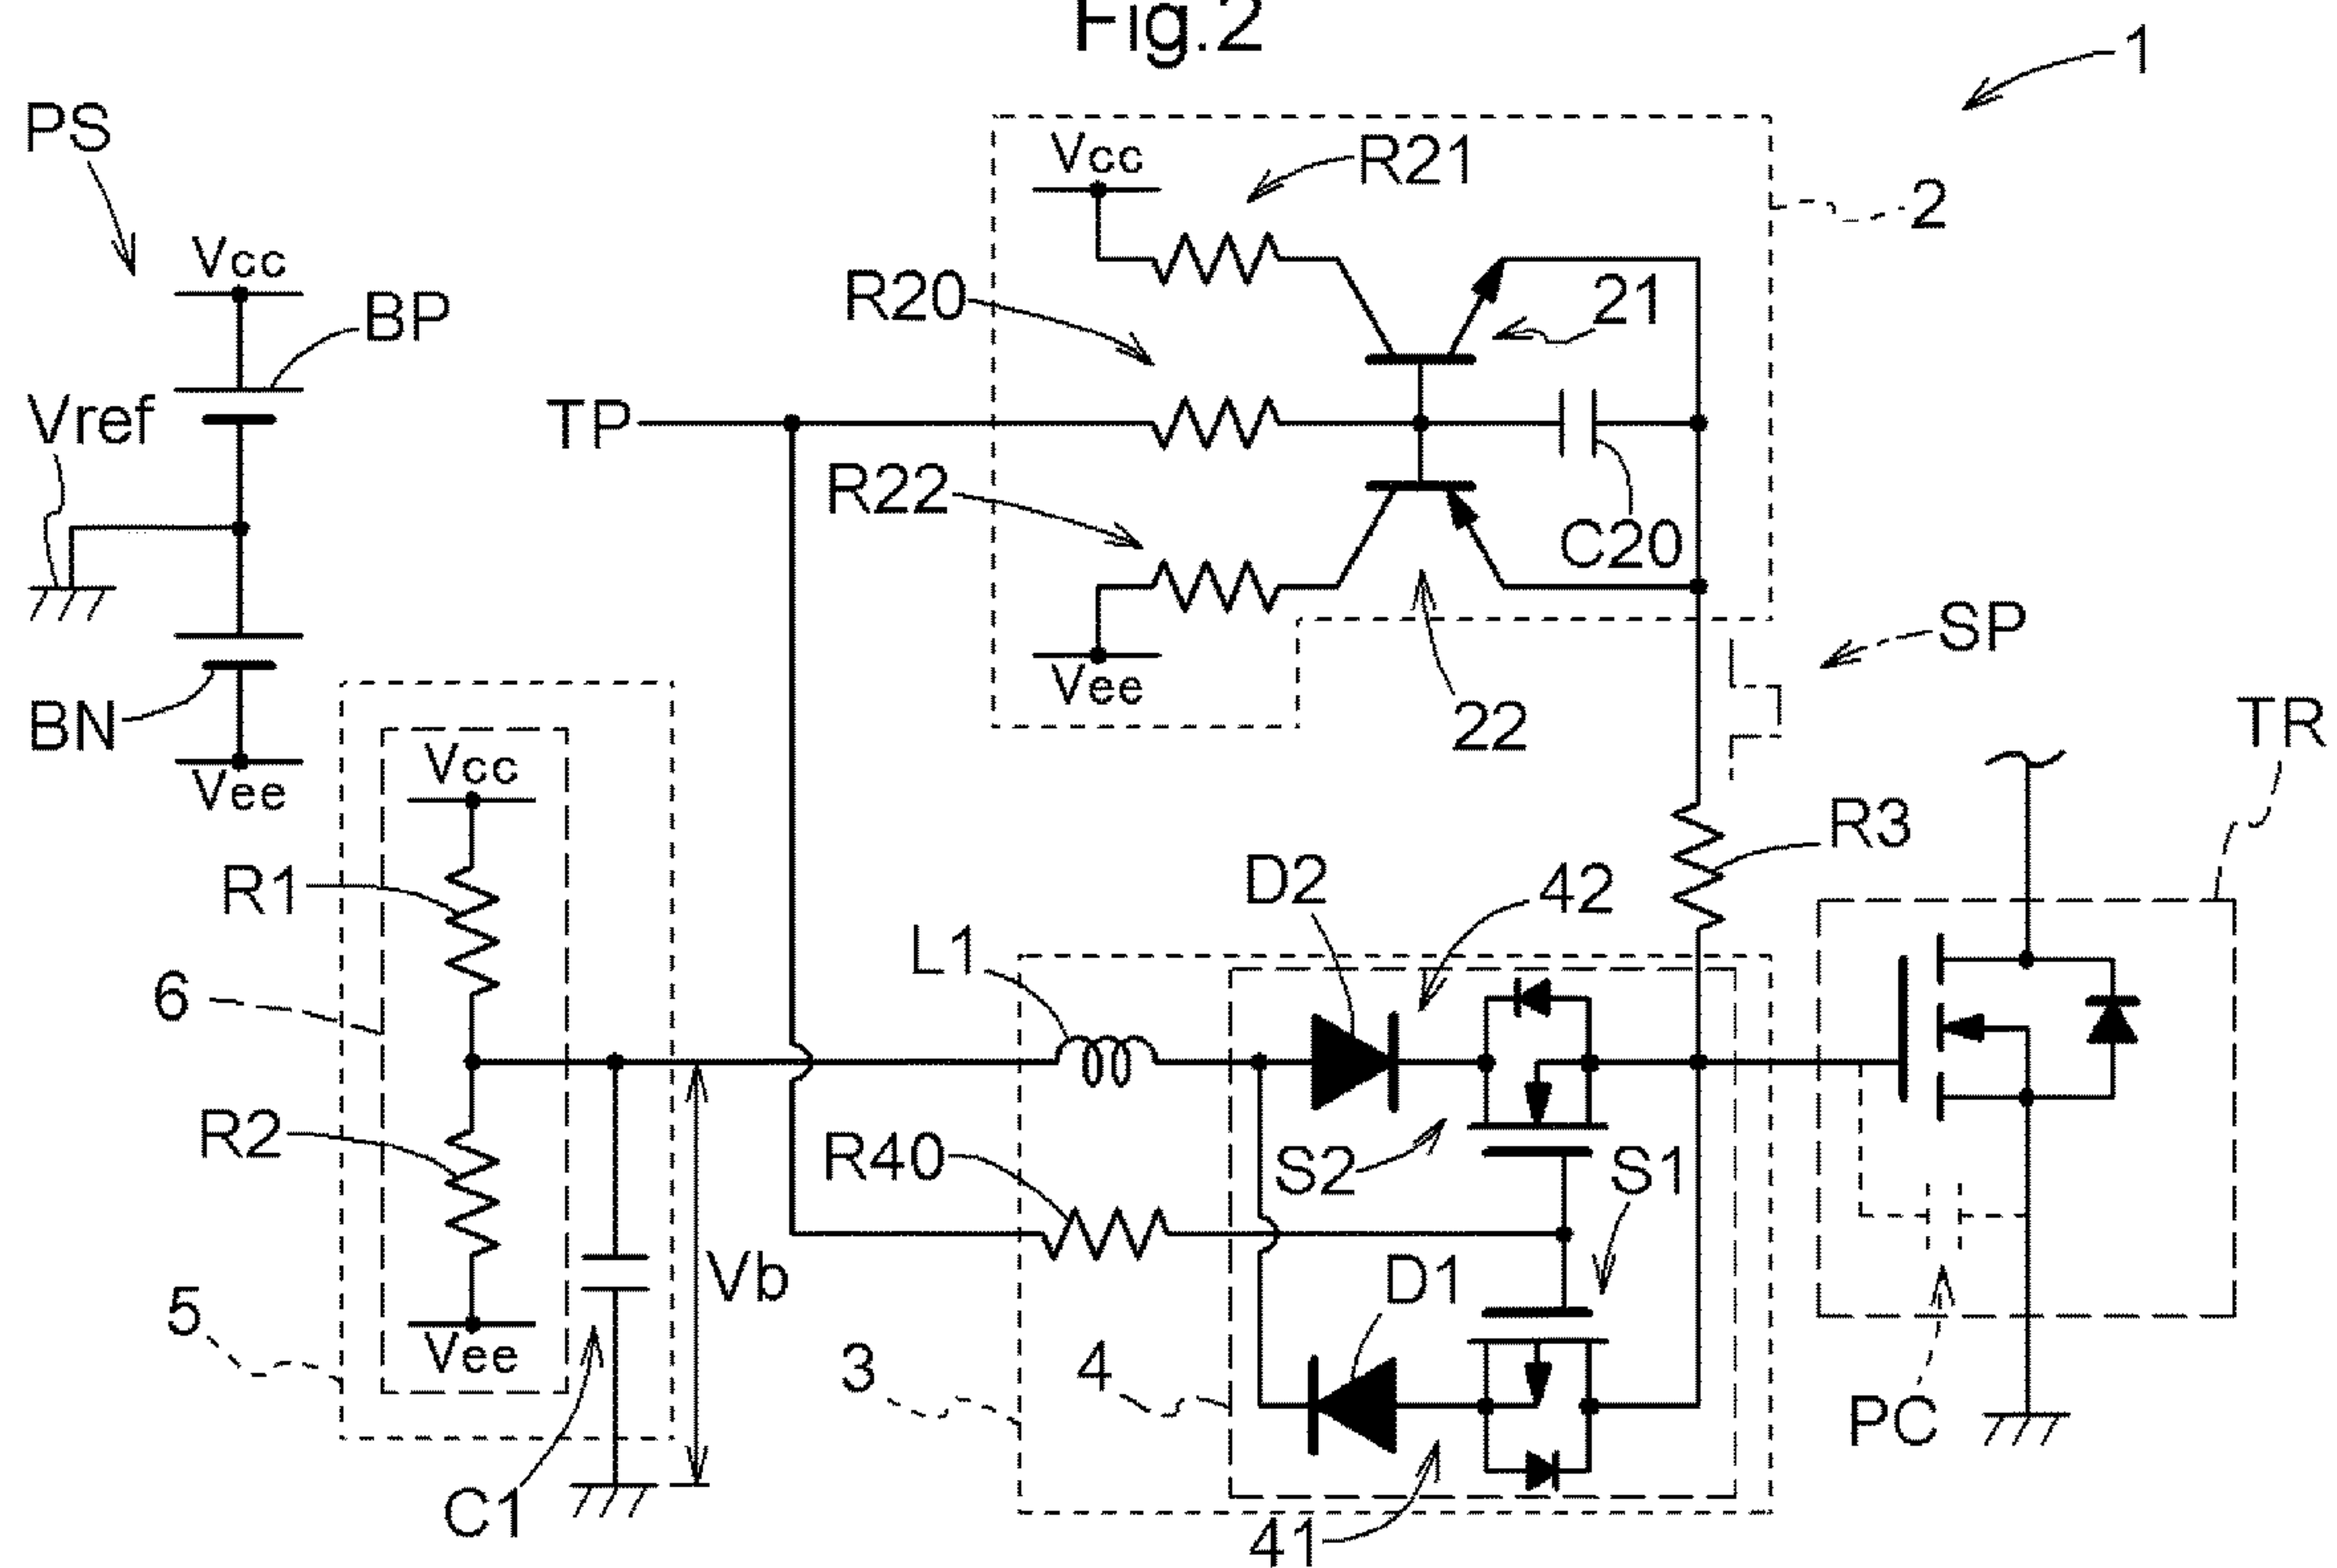 Fig.2
1
PS
Vcc
R21
2
Vcc
BP
R20
21
Vref
TP
R22
C20
SP
Vee
BN
22
TR
Vcc
Vee
R3
R1
D2
42
L1
6
R2
R40
S2
S1
Vb
D1
5
Vee
3
4
PC
C1
41